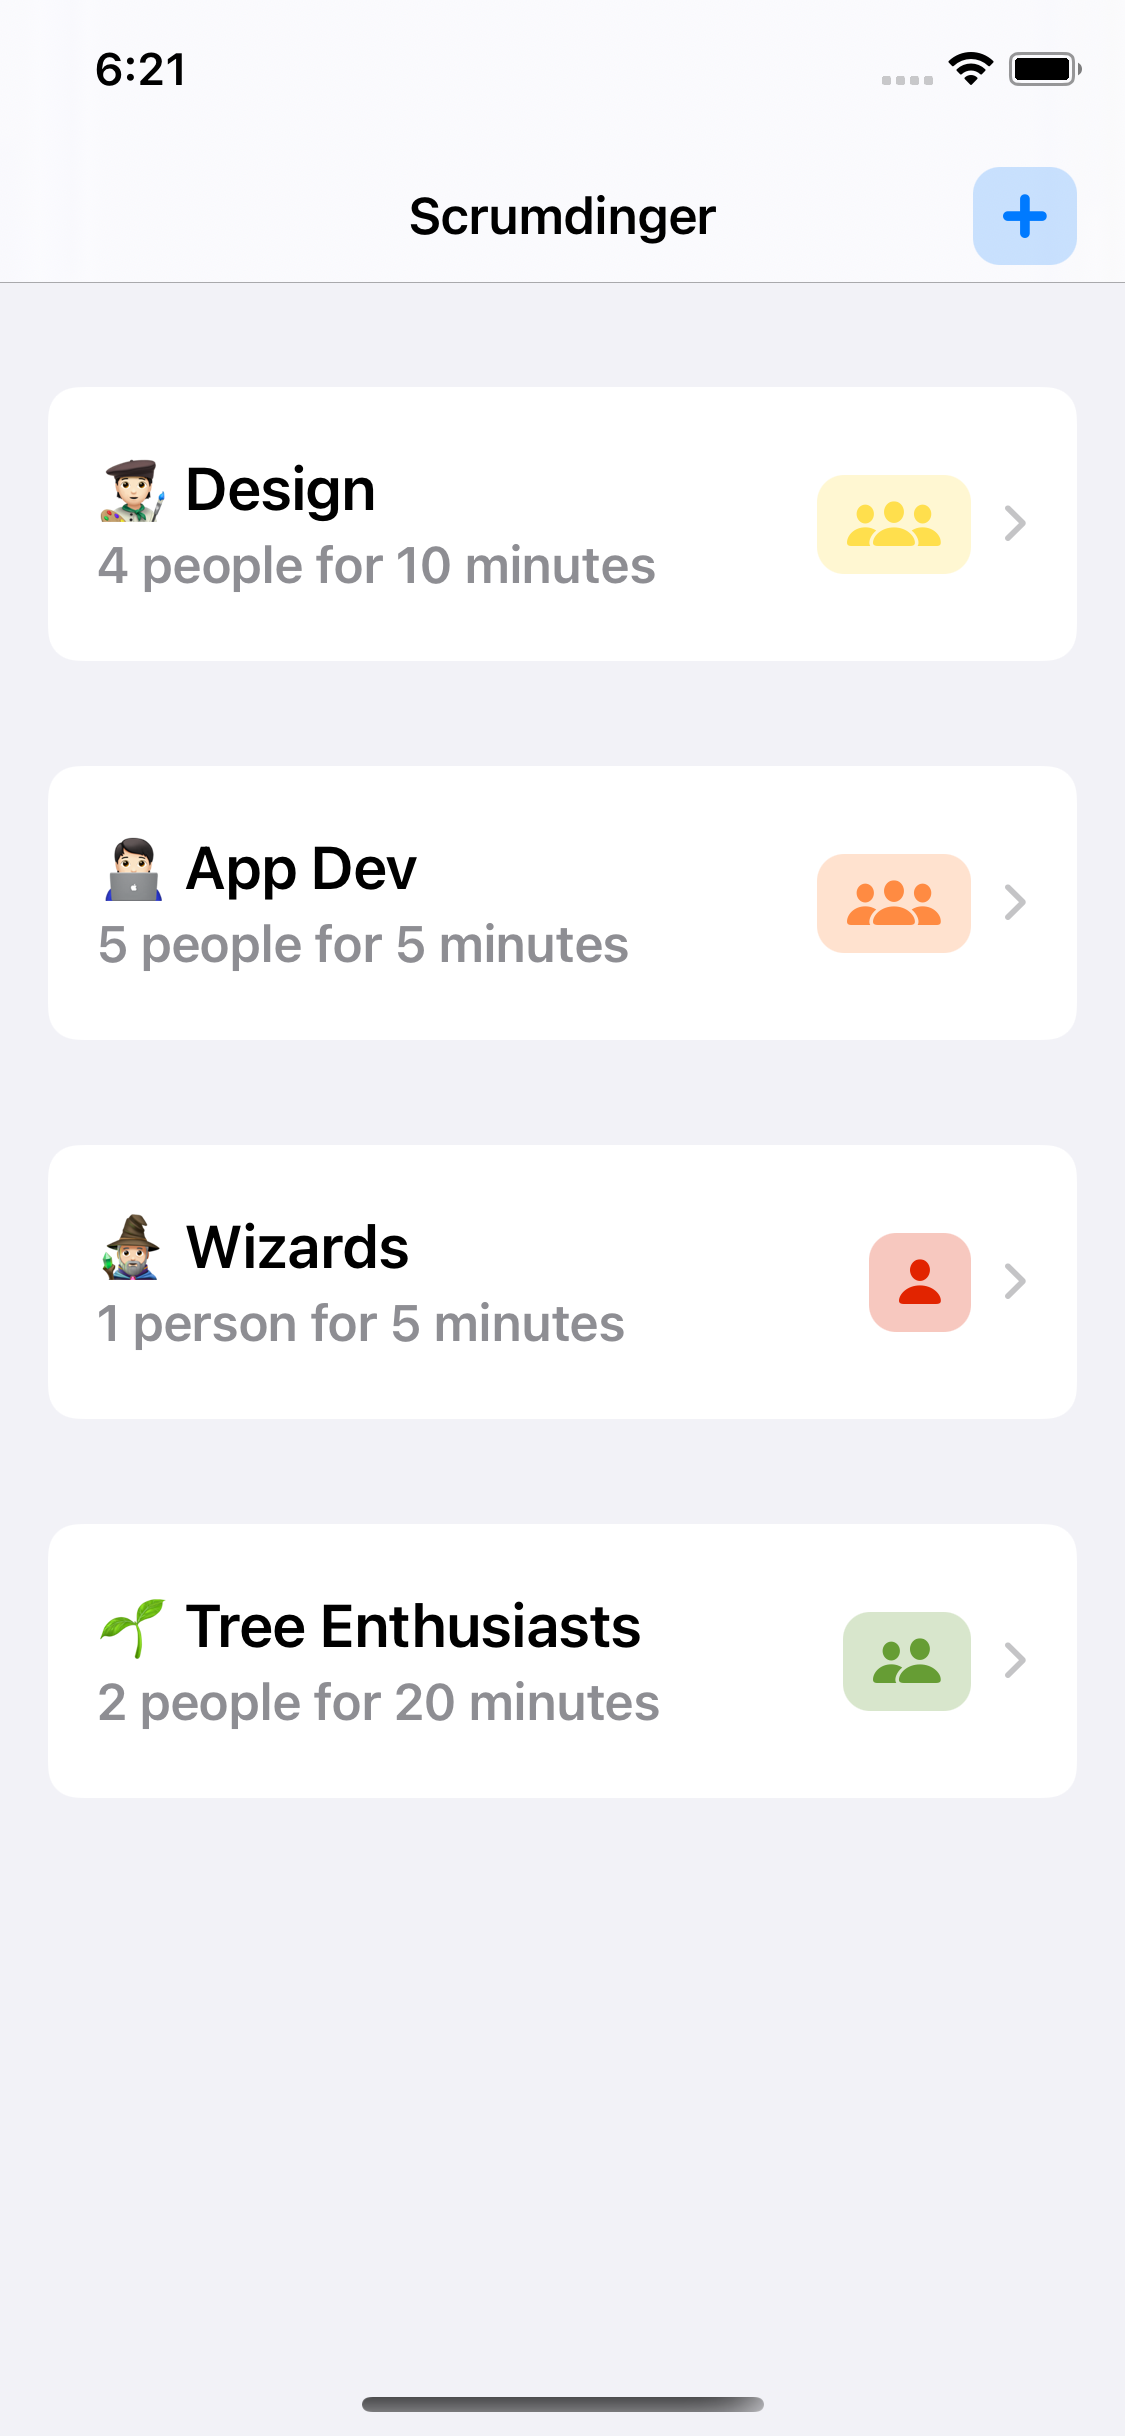 6:21
Scrumdinger
Design
4 people for 10 minutes
App Dev
5 people for 5 minutes
Wizards
1 person for 5 minutes
Tree Enthusiasts
2 people for 20 minutes